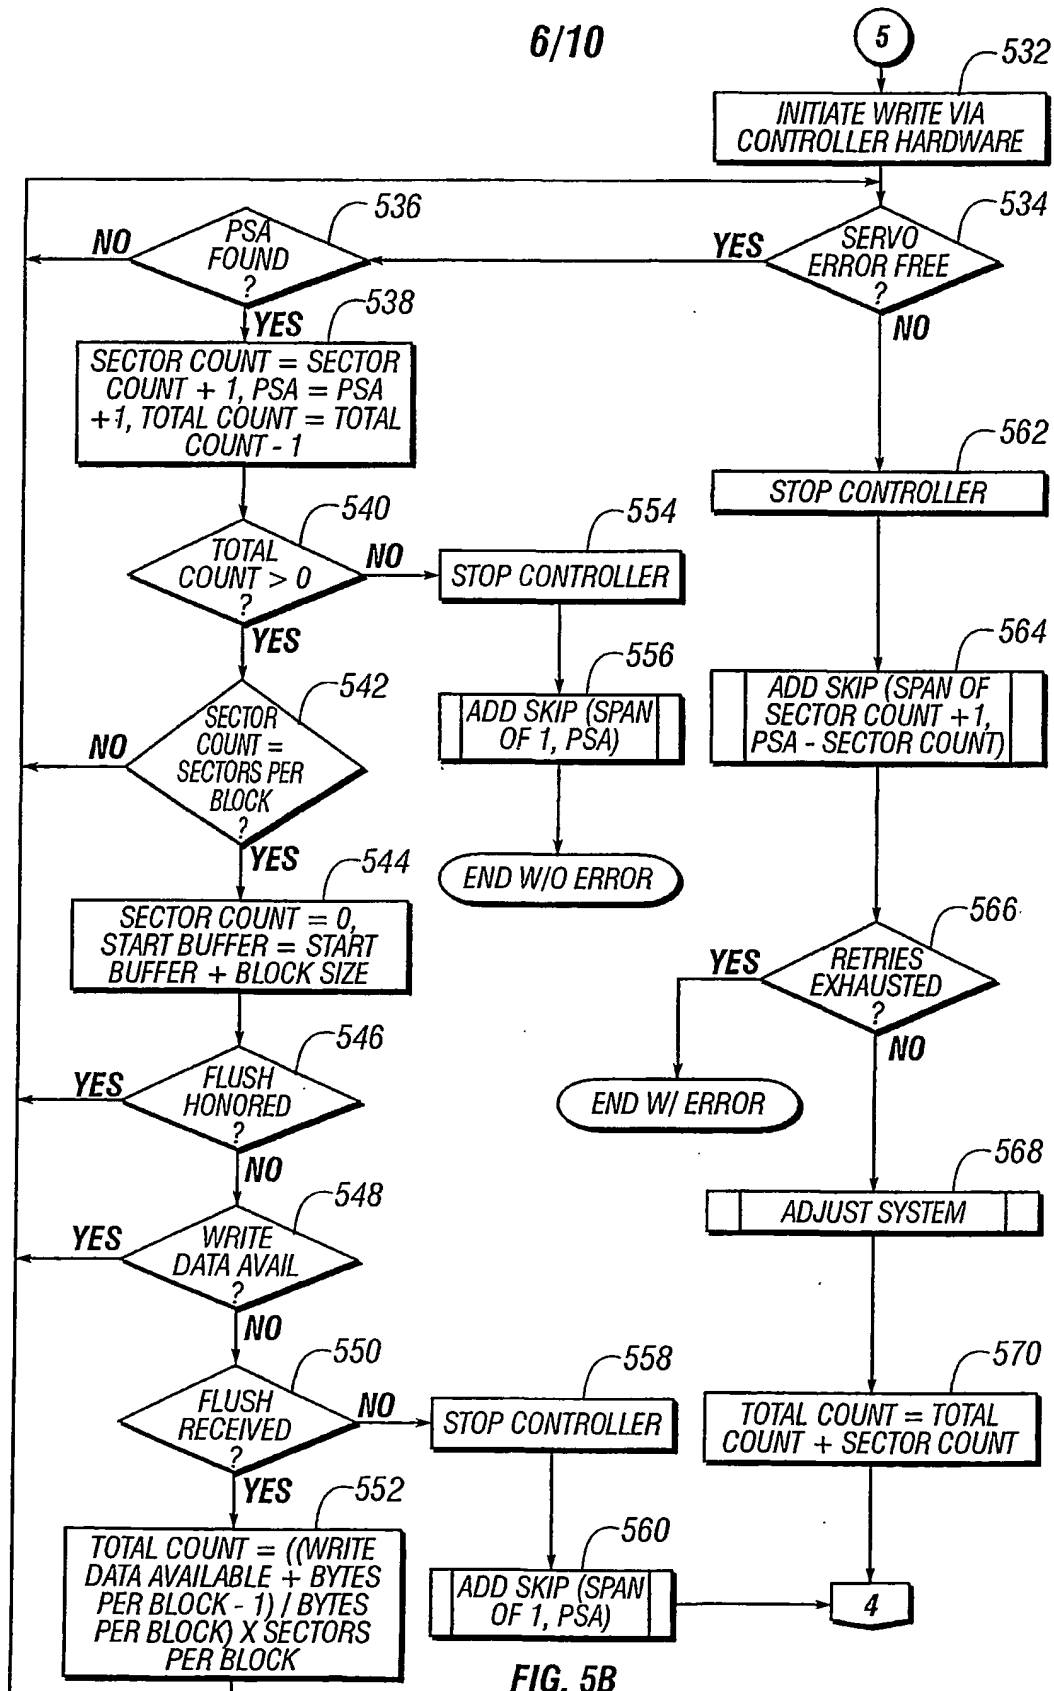 6/10
5
532
INITIATE WRITE VIA
CONTROLLER HARDWARE
534
SERVO
ERROR FREE
?
YES
NO
536
PSA
FOUND
?
NO
YES
538
SECTOR COUNT = SECTOR
COUNT + 1, PSA = PSA
+1, TOTAL COUNT = TOTAL
COUNT - 1
540
TOTAL
COUNT > 0
?
NO
YES
554
STOP CONTROLLER
556
ADD SKIP (SPAN
OF 1, PSA)
END W/O ERROR
542
SECTOR
COUNT =
SECTORS PER
BLOCK
?
NO
YES
544
SECTOR COUNT = 0,
START BUFFER = START
BUFFER + BLOCK SIZE
546
FLUSH
HONORED
?
YES
NO
548
WRITE
DATA AVAIL
?
YES
NO
550
FLUSH
RECEIVED
?
NO
YES
552
TOTAL COUNT = ((WRITE
DATA AVAILABLE + BYTES
PER BLOCK - 1) / BYTES
PER BLOCK) X SECTORS
PER BLOCK
558
STOP CONTROLLER
560
ADD SKIP (SPAN
OF 1, PSA)
562
STOP CONTROLLER
564
ADD SKIP (SPAN OF
SECTOR COUNT +1,
PSA - SECTOR COUNT)
566
RETRIES
EXHAUSTED
?
YES
NO
END W/ ERROR
568
ADJUST SYSTEM
570
TOTAL COUNT = TOTAL
COUNT + SECTOR COUNT
4
FIG. 5B